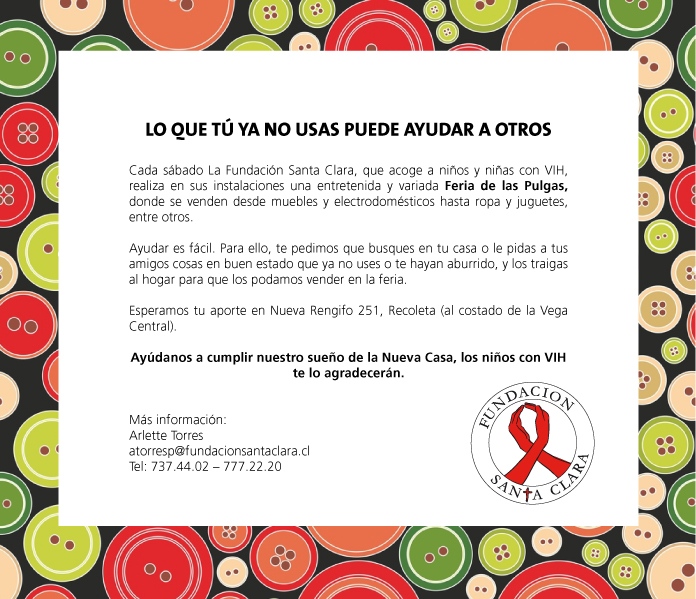 LO QUE TÚ YA NO USAS PUEDE AYUDAR A OTROS
Cada sábado La Fundación Santa Clara, que acoge a niños y niñas con VIH,
realiza en sus instalaciones una entretenida y variada Feria de las Pulgas,
donde se venden desde muebles y electrodomésticos hasta ropa y juguetes,
entre otros.
Ayudar es fácil. Para ello, te pedimos que busques en tu casa o le pidas a tus
amigos cosas en buen estado que ya no uses o te hayan aburrido, y los traigas
al hogar para que los podamos vender en la feria.
Esperamos tu aporte en Nueva Rengifo 251, Recoleta (al costado de la Vega
Central).
Ayúdanos a cumplir nuestro sueño de la Nueva Casa, los niños con VIH
te lo agradecerán.
Más información:
Arlette Torres
atorresp@fundacionsantaclara.cl
Tel: 737.44.02 – 777.22.20
FUNDACION
SANTA CLARA